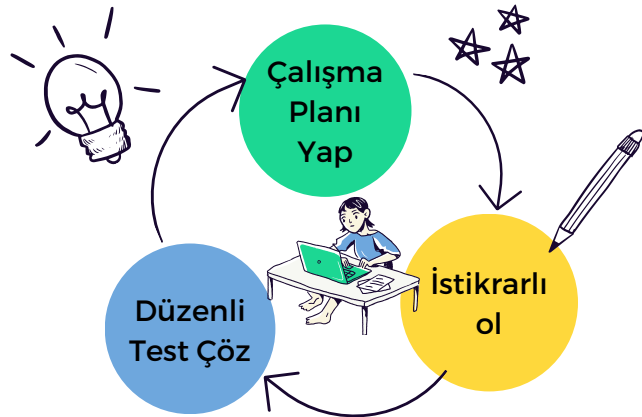 Çalışma
Planı
Yap
İstikrarlı
ol
Düzenli
Test Çöz